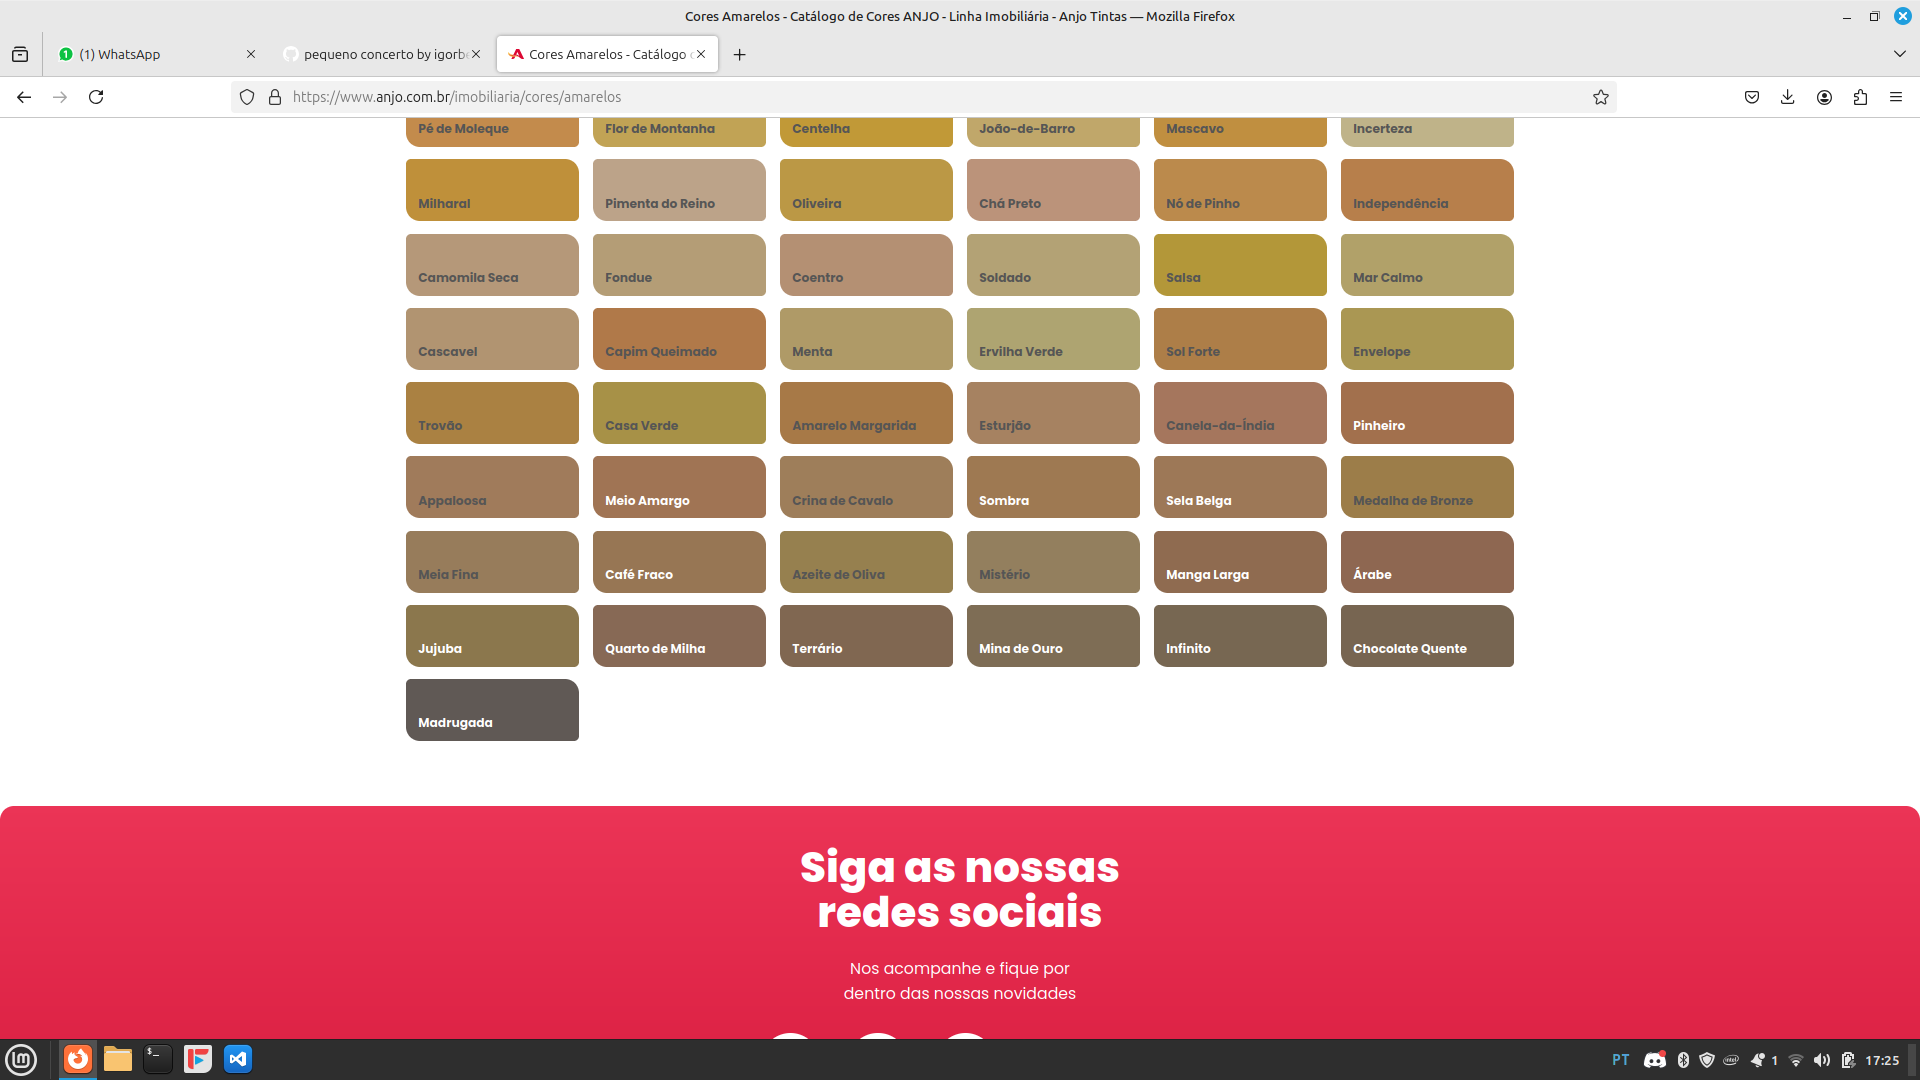 Cores Amarelos - Catálogo de Cores ANJO - Linha Imobiliária - Anjo Tintas — Mozilla Firefox
(1) WhatsApp
pequeno concerto by igorb
Cores Amarelos - Catálogo
https://www.anjo.com.br/imobiliaria/cores/amarelos
Pé de Moleque
Flor de Montanha
Centelha
João-de-Barro
Mascavo
Incerteza
Milharal
Pimenta do Reino
Oliveira
Chá Preto
Nó de Pinho
Independência
Camomila Seca
Fondue
Coentro
Soldado
Salsa
Mar Calmo
Cascavel
Capim Queimado
Menta
Ervilha Verde
Sol Forte
Envelope
Trovão
Casa Verde
Amarelo Margarida
Esturjão
Canela-da-Índia
Pinheiro
Appaloosa
Meio Amargo
Crina de Cavalo
Sombra
Sela Belga
Medalha de Bronze
Meia Fina
Café Fraco
Azeite de Oliva
Mistério
Manga Larga
Árabe
Jujuba
Quarto de Milha
Terrário
Mina de Ouro
Infinito
Chocolate Quente
Madrugada
Siga as nossas
redes sociais
Nos acompanhe e fique por
dentro das nossas novidades
PT
1
17:25